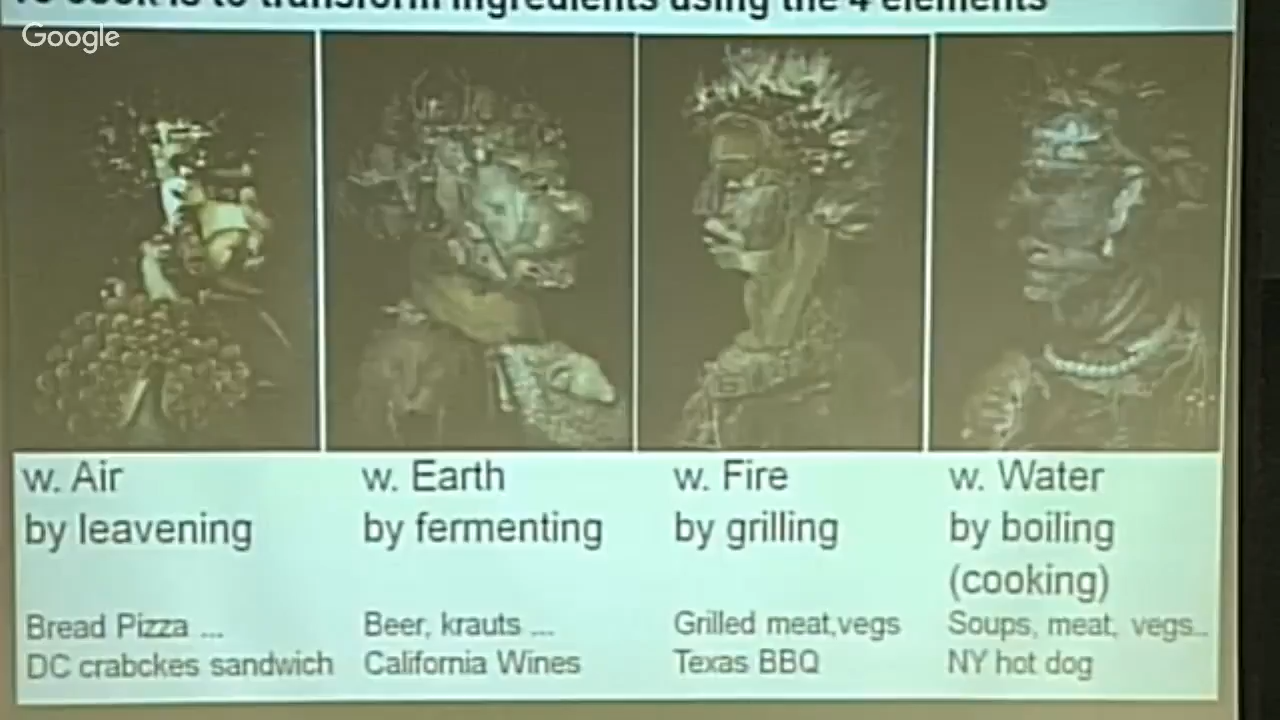 To cook is to transform ingredients using the 4 elements
Google
w. Air
by leavening
Bread Pizza ...
DC crabckes sandwich
w. Earth
by fermenting
Beer, krauts ...
California Wines
w. Fire
by grilling
Grilled meat,vegs
Texas BBQ
w. Water
by boiling
(cooking)
Soups, meat, vegs...
NY hot dog